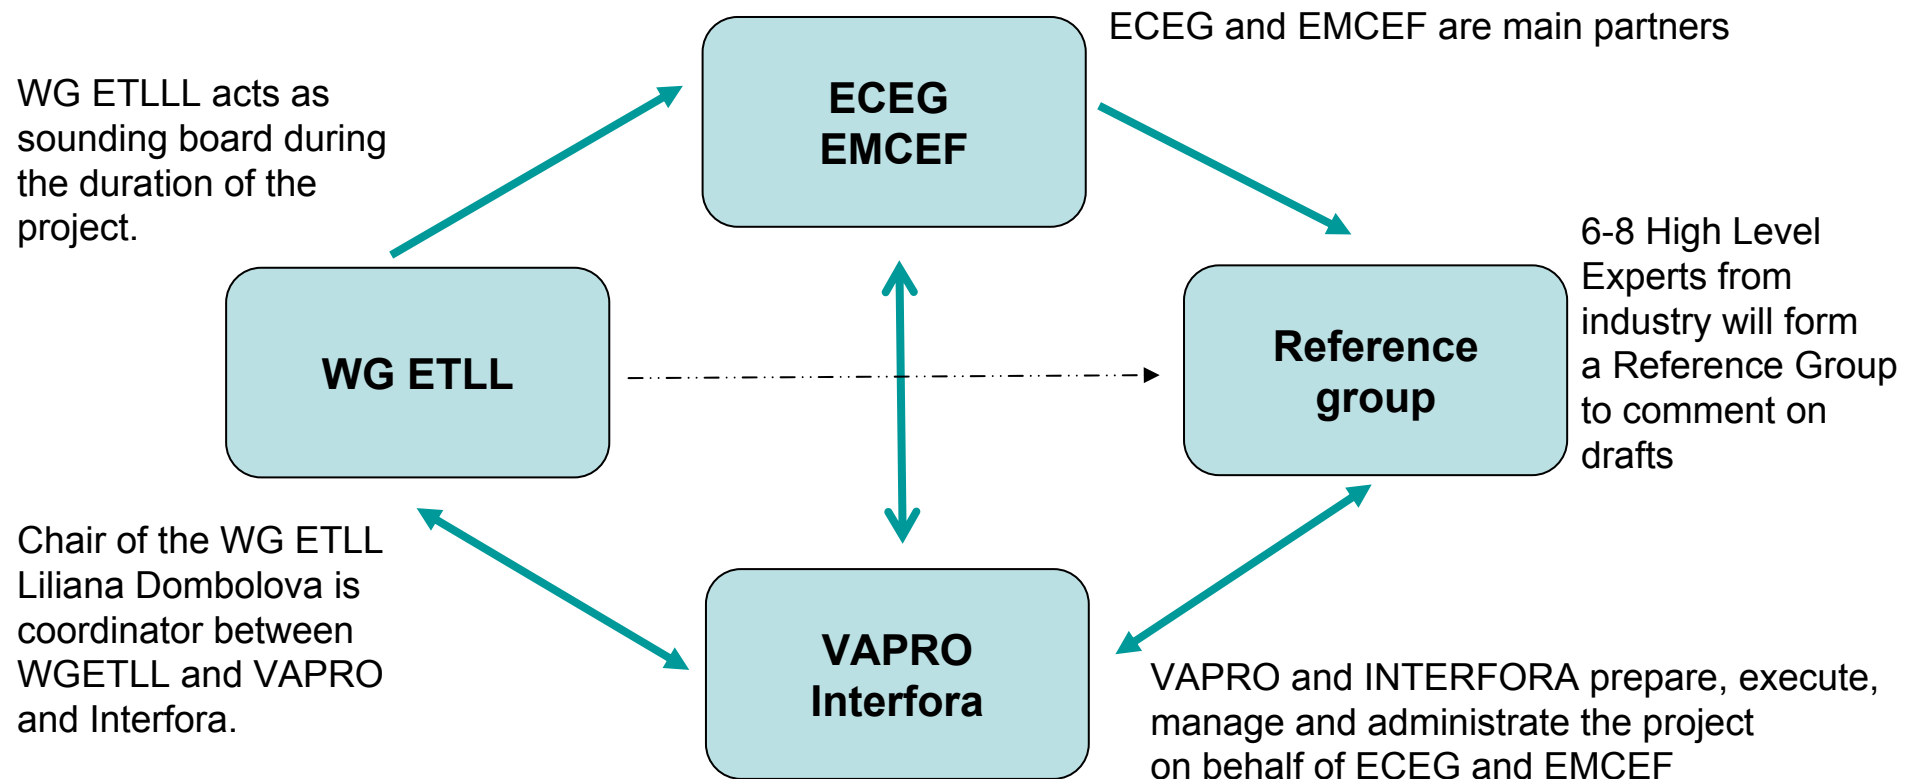 ECEG and EMCEF are main partners
ECEG
EMCEF
WG ETLLL acts as
sounding board during
the duration of the
project.
6-8 High Level
Experts from
industry will form
a Reference Group
to comment on
drafts
WG ETLL
Reference
group
Chair of the WG ETLL
Liliana Dombolova is
coordinator between
WGETLL and VAPRO
and Interfora.
VAPRO
Interfora
VAPRO and INTERFORA prepare, execute,
manage and administrate the project
on behalf of ECEG and EMCEF